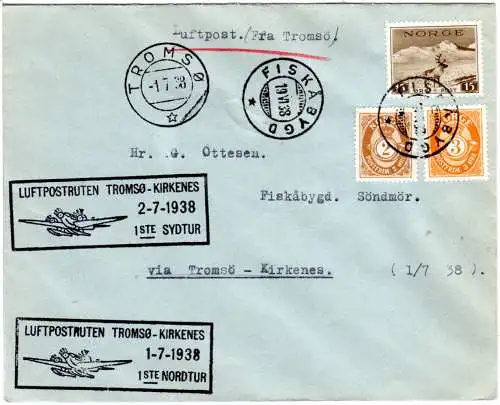 Luftpost. (Fra Tromsö)
TROMSØ
-1.7.38
FISKÅBYGD
19 VI 38
NORGE
15 15
2
3
Hr. G. Ottesen.
Fiskåbygd. Söndmör.
via Tromsö - Kirkenes.
(1/7 38).
LUFTPOSTRUTEN TROMSØ-KIRKENES
2-7-1938
1STE SYDTUR
LUFTPOSTRUTEN TROMSØ-KIRKENES
1-7-1938
1STE NORDTUR